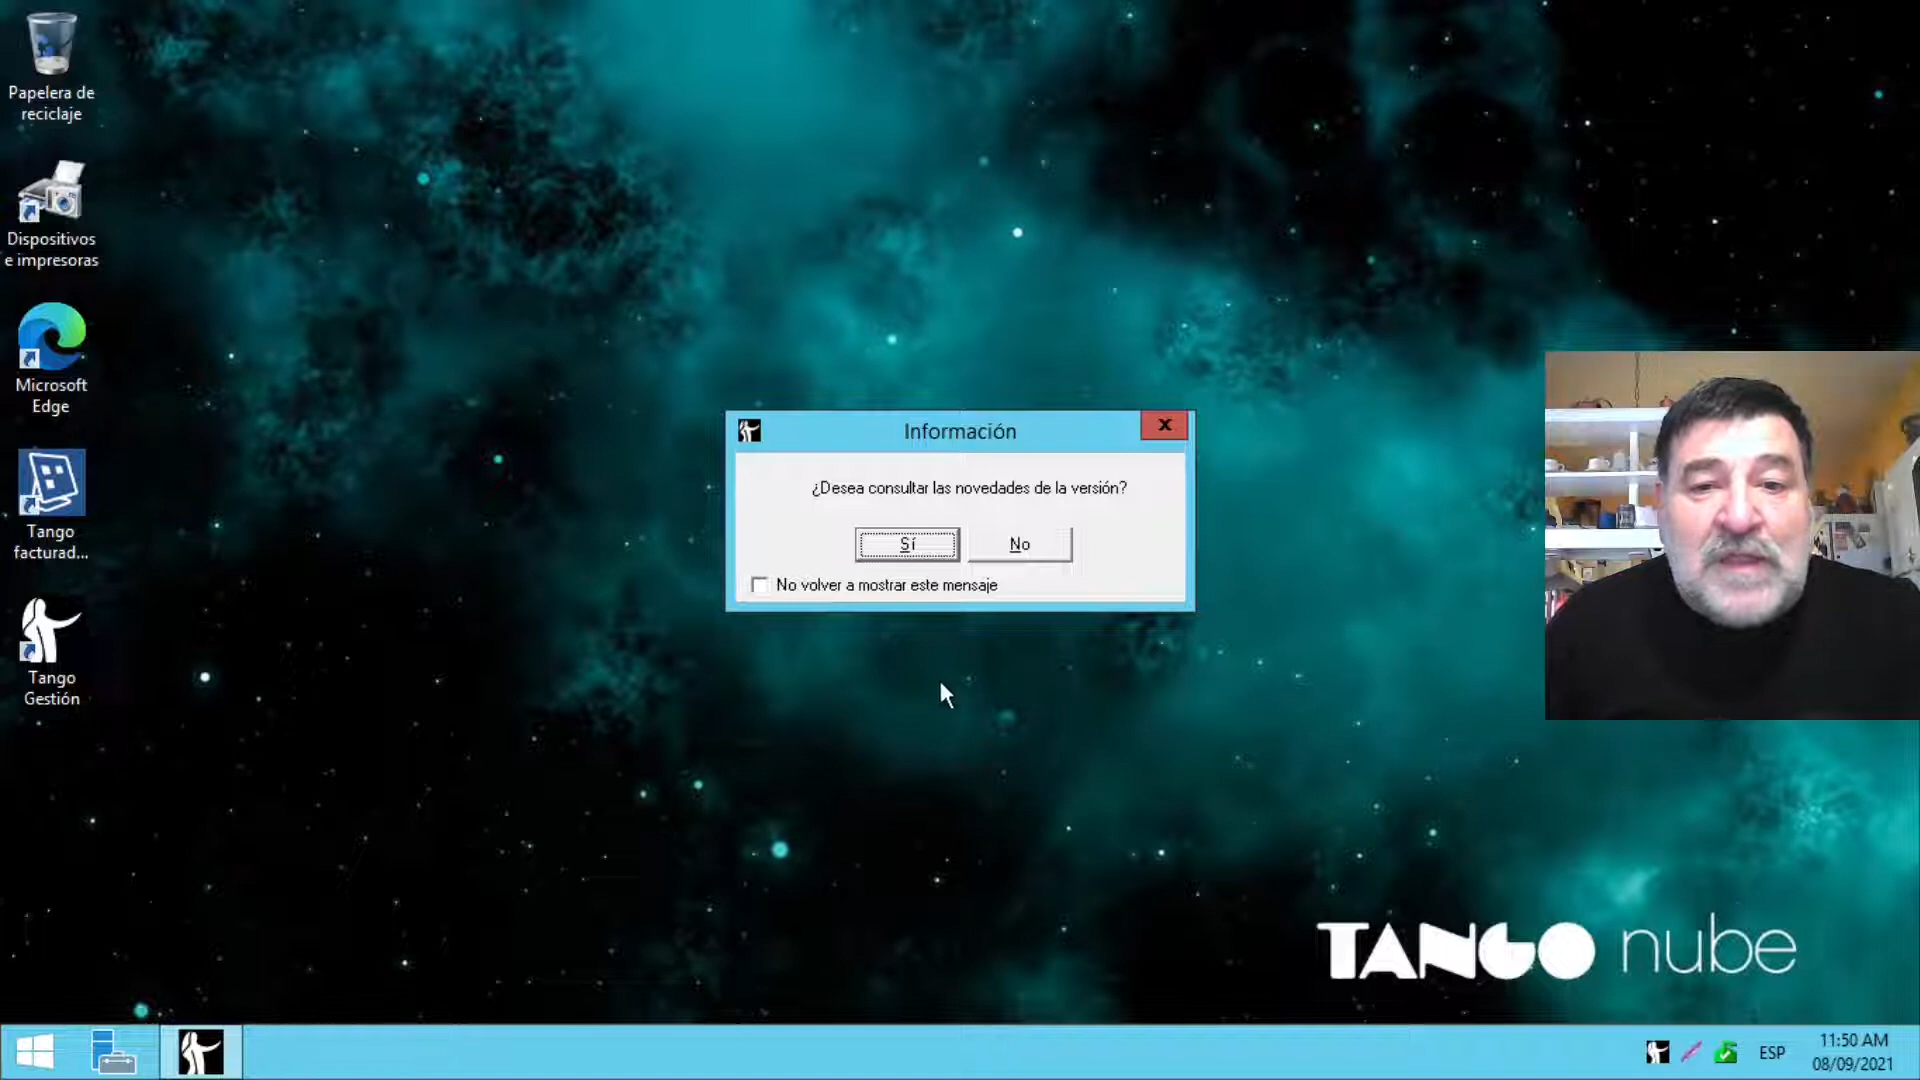 Papelera de
reciclaje
Dispositivos
e impresoras
Microsoft
Edge
Tango
facturad...
Tango
Gestión
Información
x
¿Desea consultar las novedades de la versión?
Sí
No
No volver a mostrar este mensaje
TANGO nube
ESP
11:50 AM
08/09/2021